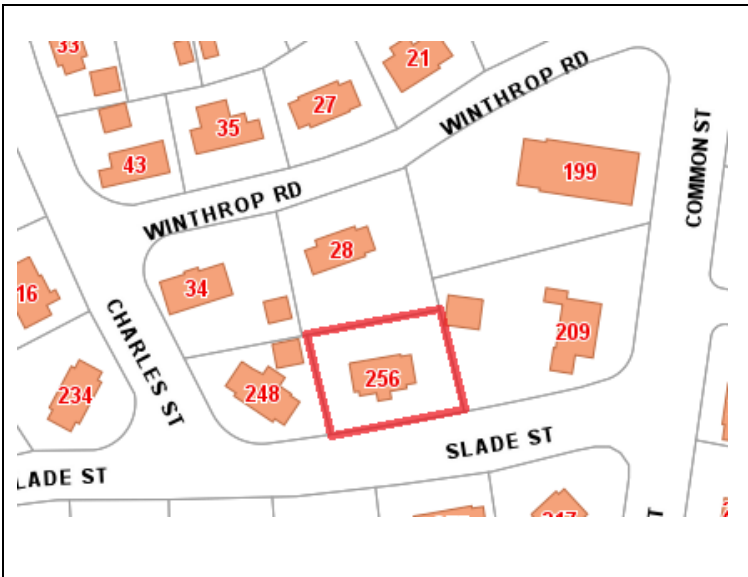 33
21
WINTHROP RD
27
35
COMMON ST
43
199
WINTHROP RD
28
34
16
CHARLES ST
209
256
248
234
SLADE ST
LADE ST
T